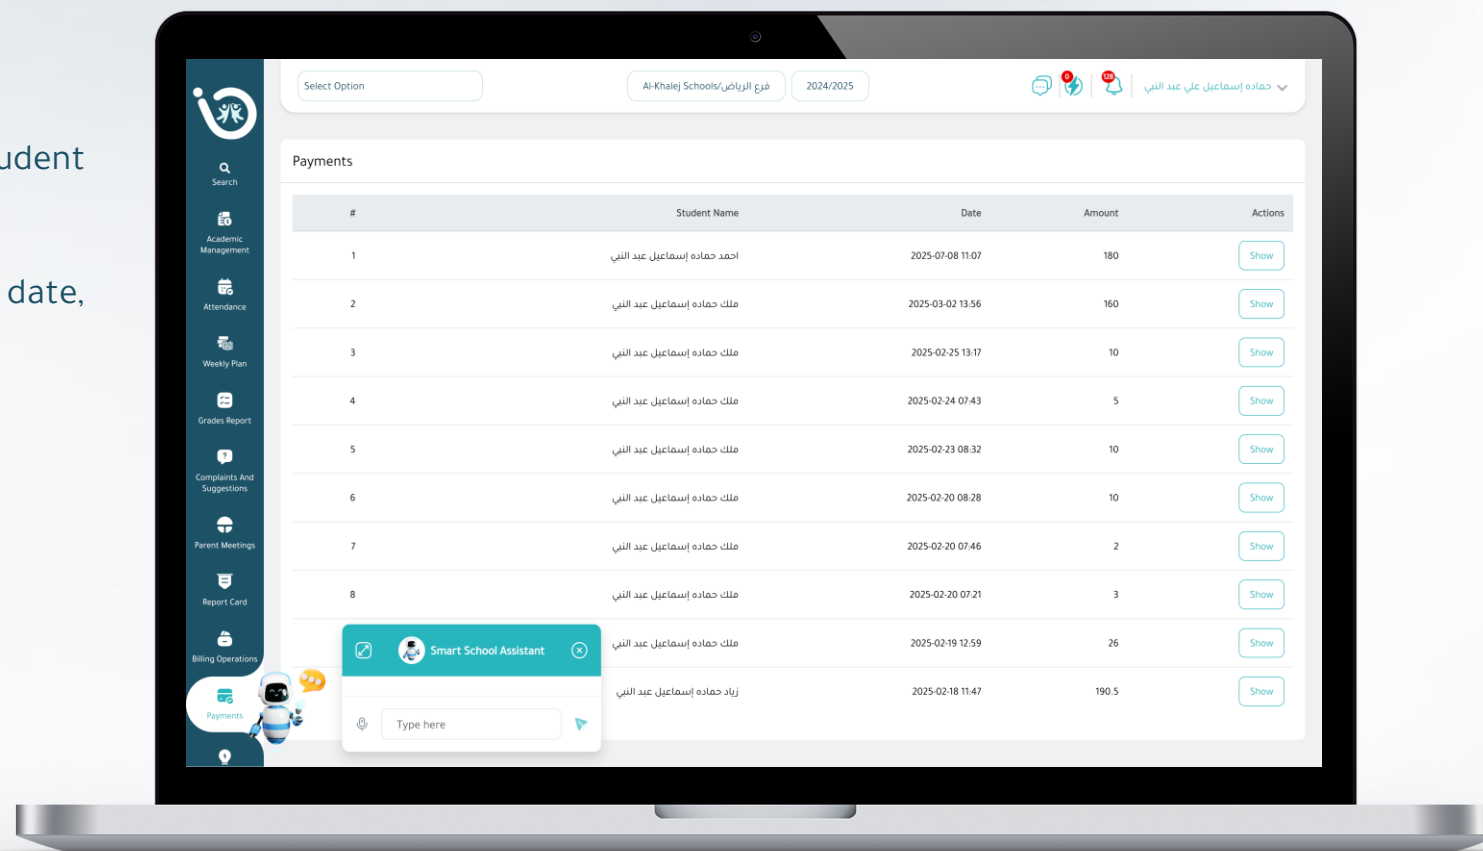 udent
date,
Select Option
Al-Khalej Schools/فرع الرياض
2024/2025
0
128
حماده إسماعيل علي عبد النبي
Search
Academic
Management
Attendance
Weekly Plan
Grades Report
Complaints And
Suggestions
Parent Meetings
Report Card
Billing Operations
Payments
Payments
# Student Name Date Amount Actions
1 احمد حماده إسماعيل عبد النبي 2025-07-08 11:07 180 Show
2 ملك حماده إسماعيل عبد النبي 2025-03-02 13:56 160 Show
3 ملك حماده إسماعيل عبد النبي 2025-02-25 13:17 10 Show
4 ملك حماده إسماعيل عبد النبي 2025-02-24 07:43 5 Show
5 ملك حماده إسماعيل عبد النبي 2025-02-23 08:32 10 Show
6 ملك حماده إسماعيل عبد النبي 2025-02-20 08:28 10 Show
7 ملك حماده إسماعيل عبد النبي 2025-02-20 07:46 2 Show
8 ملك حماده إسماعيل عبد النبي 2025-02-20 07:21 3 Show
ملك حماده إسماعيل عبد النبي 2025-02-19 12:59 26 Show
زياد حماده إسماعيل عبد النبي 2025-02-18 11:47 190.5 Show
Smart School Assistant
Type here